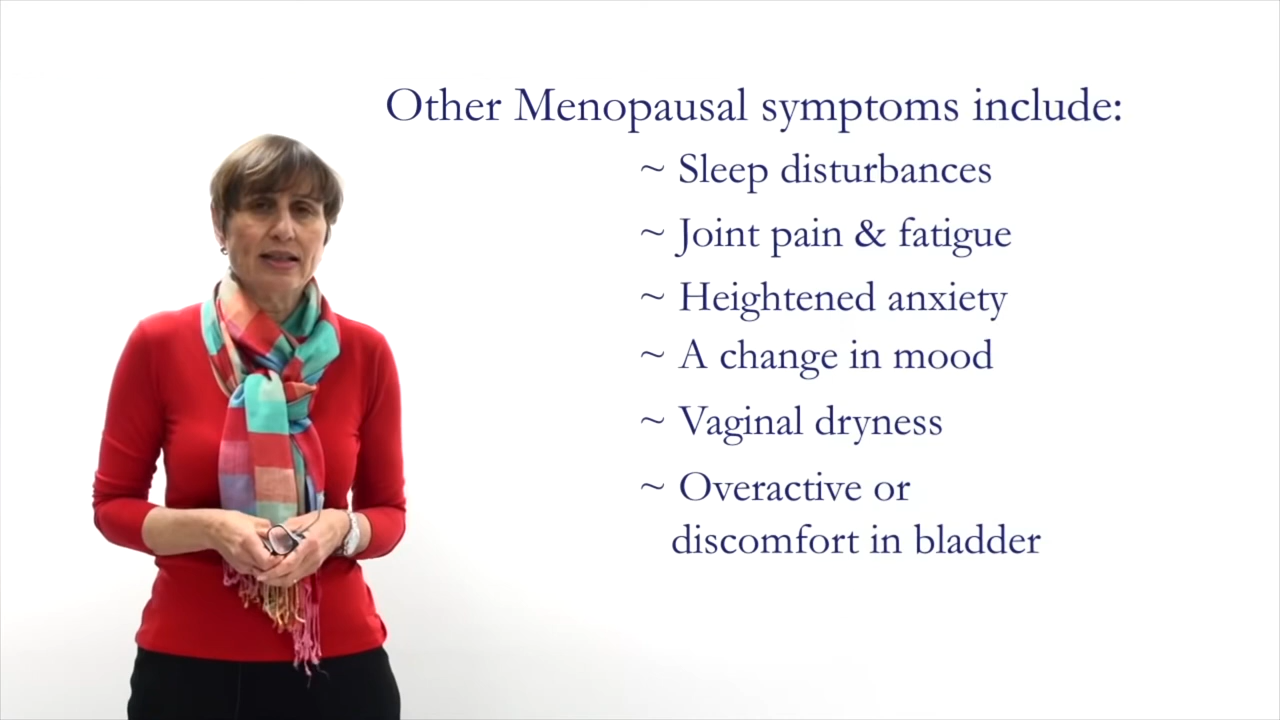 Other Menopausal symptoms include:
~ Sleep disturbances
~ Joint pain & fatigue
~ Heightened anxiety
~ A change in mood
~ Vaginal dryness
~ Overactive or
discomfort in bladder